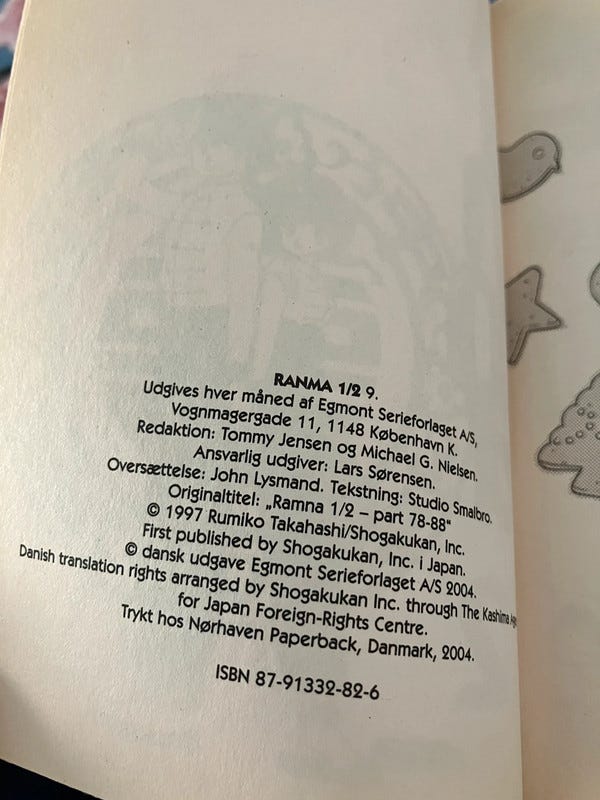 RANMA 1/2 9.
Udgives hver måned af Egmont Serieforlaget A/S,
Vognmagergade 11, 1148 København K.
Redaktion: Tommy Jensen og Michael G. Nielsen.
Ansvarlig udgiver: Lars Sørensen.
Oversættelse: John Lysmand. Tekstning: Studio Smalbro.
Originaltitel: „Ramna 1/2 – part 78-88“
© 1997 Rumiko Takahashi/Shogakukan, Inc.
First published by Shogakukan, Inc. i Japan.
© dansk udgave Egmont Serieforlaget A/S 2004.
Danish translation rights arranged by Shogakukan Inc. through The Kashima
for Japan Foreign-Rights Centre.
Trykt hos Nørhaven Paperback, Danmark, 2004.
ISBN 87-91332-82-6